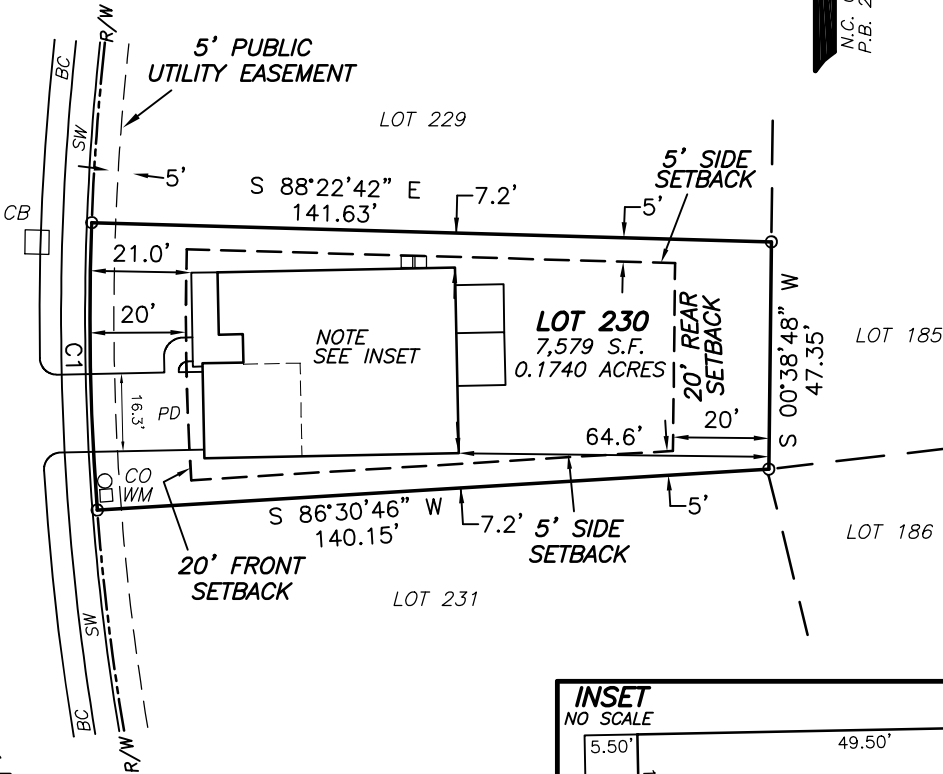 R/W
N.C. 
P.B. 2
5' PUBLIC
UTILITY EASEMENT
BC
SW
LOT 229
5'
5' SIDE
SETBACK
S 88°22'42" E
141.63'
7.2'
5'
CB
21.0'
20'
NOTE
SEE INSET
LOT 230
7,579 S.F.
0.1740 ACRES
20' REAR
SETBACK
S 00°38'48" W
47.35'
LOT 185
C1
16.3'
PD
20'
64.6'
CO
WM
S 86°30'46" W
140.15'
7.2'
5' SIDE
SETBACK
5'
LOT 186
20' FRONT
SETBACK
LOT 231
SW
BC
R/W
INSET
NO SCALE
5.50'
49.50'